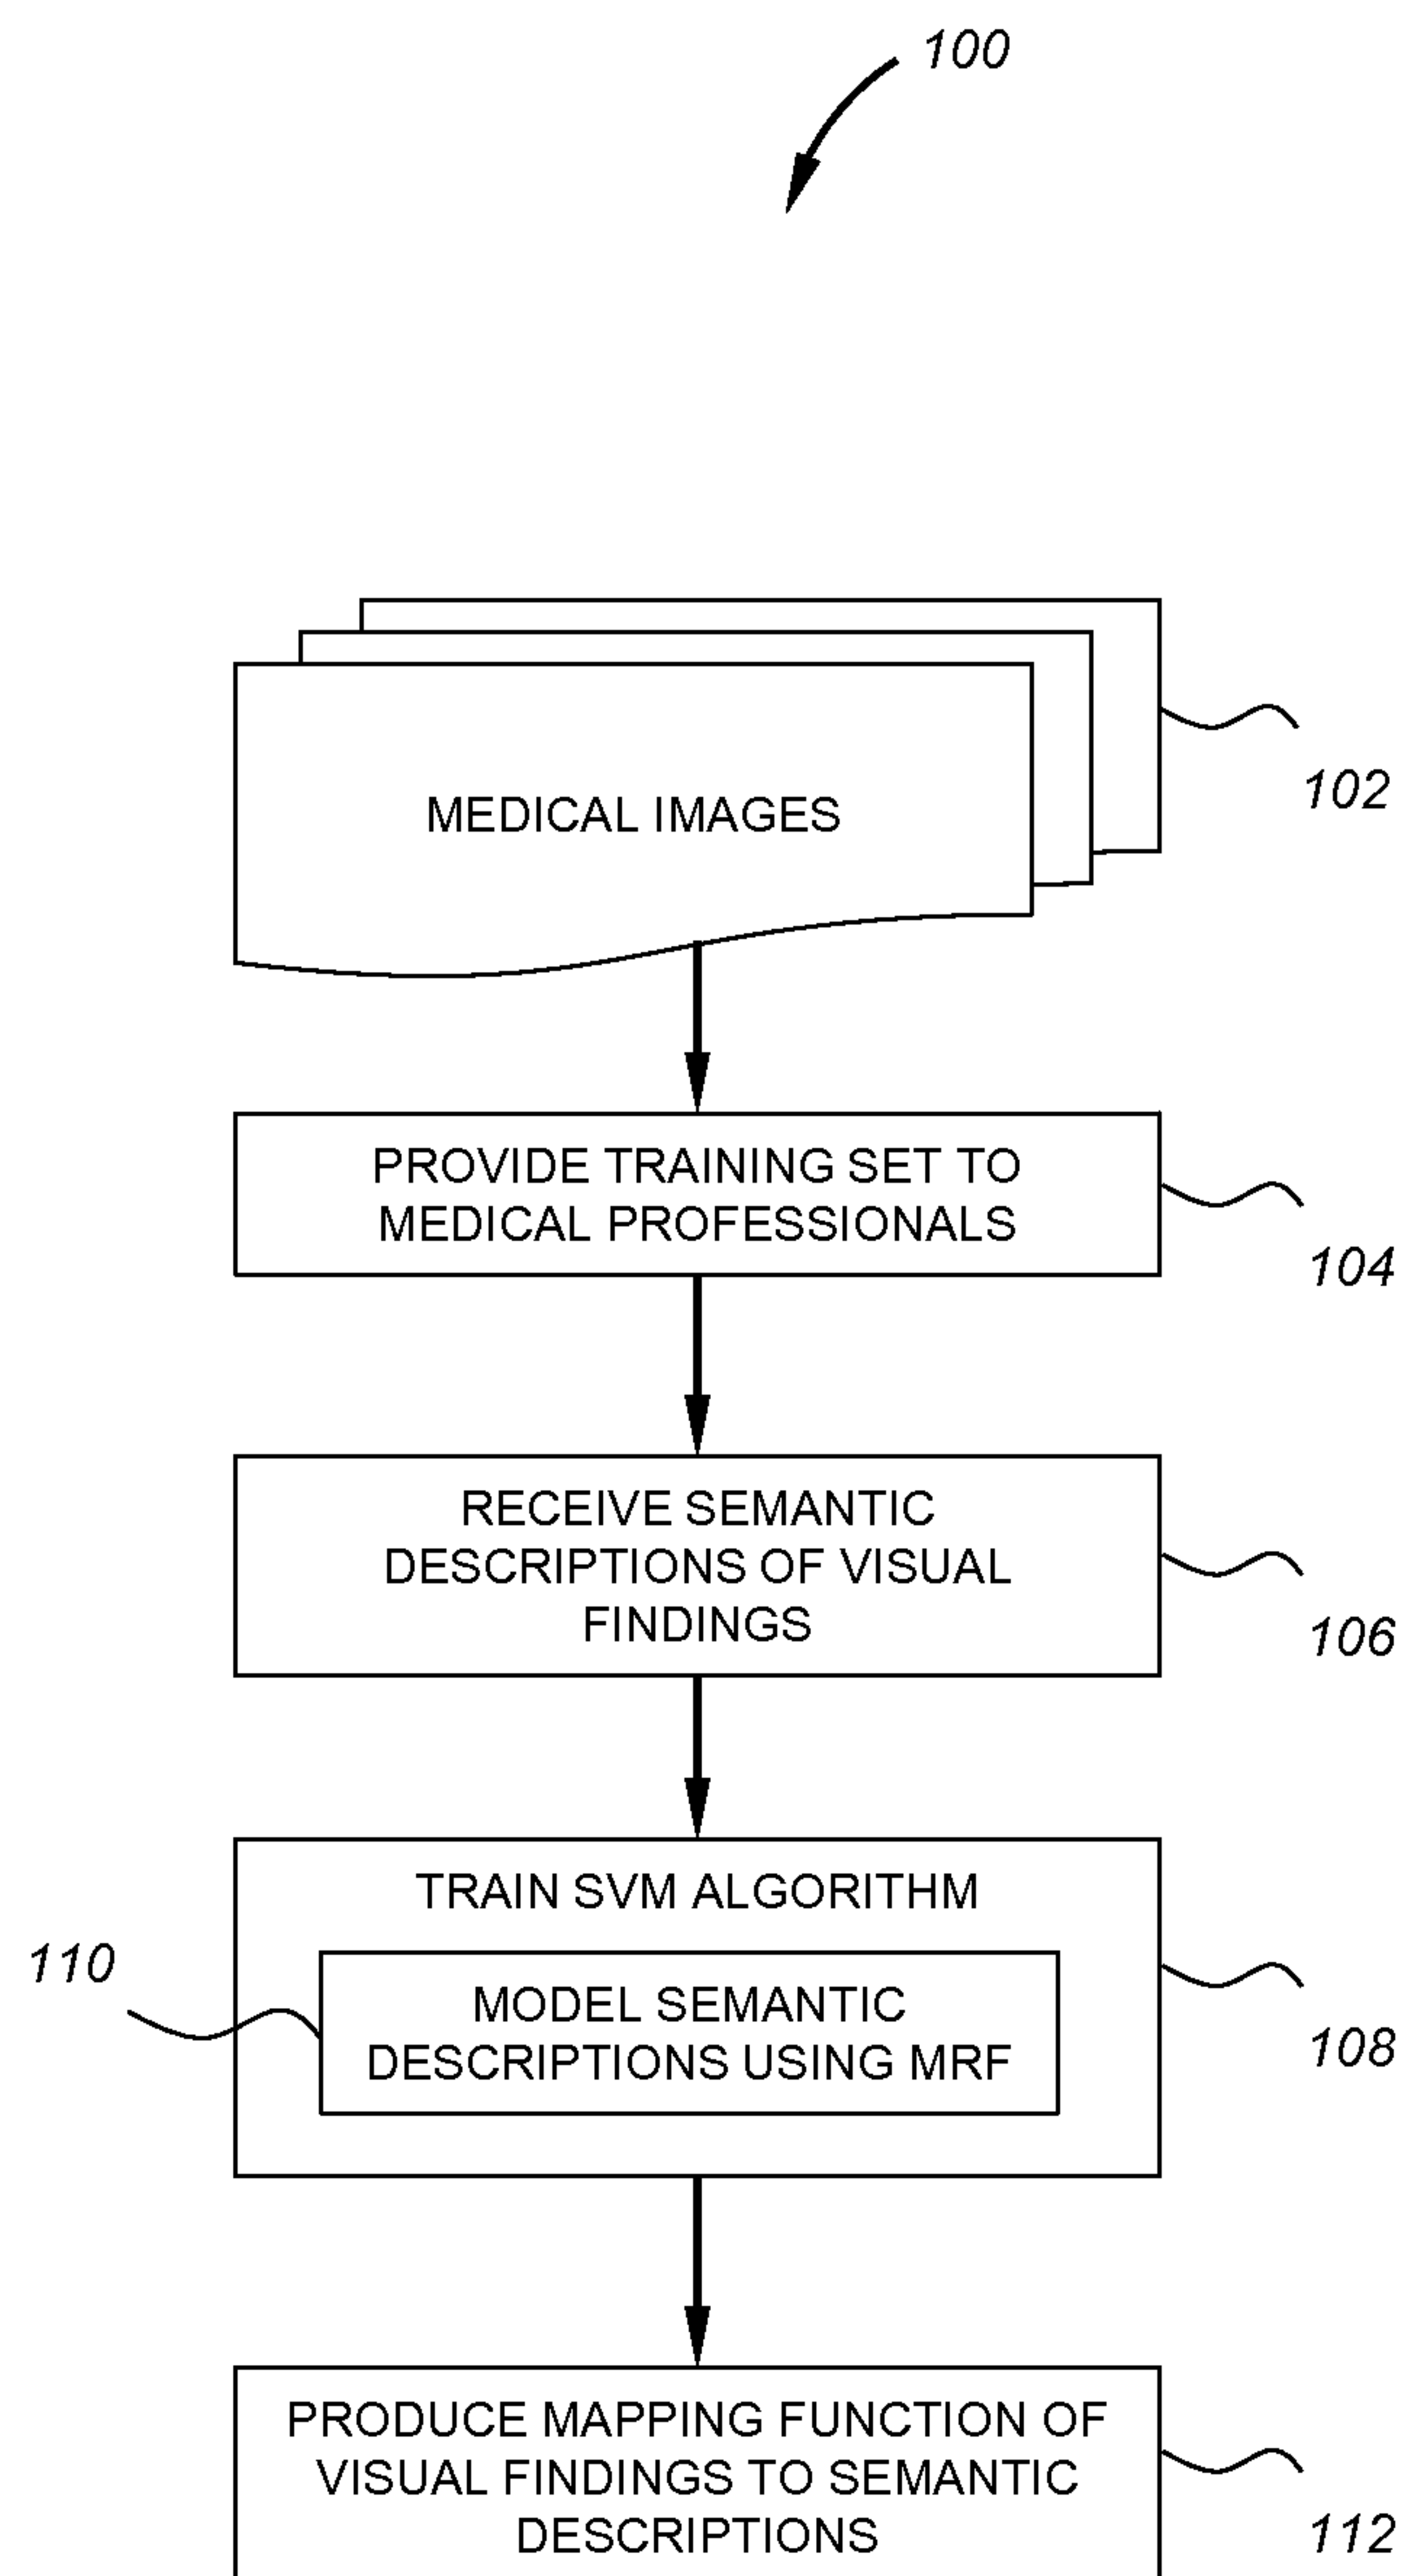 100
MEDICAL IMAGES
102
PROVIDE TRAINING SET TO
MEDICAL PROFESSIONALS
104
RECEIVE SEMANTIC
DESCRIPTIONS OF VISUAL
FINDINGS
106
TRAIN SVM ALGORITHM
110
MODEL SEMANTIC
DESCRIPTIONS USING MRF
108
PRODUCE MAPPING FUNCTION OF
VISUAL FINDINGS TO SEMANTIC
DESCRIPTIONS
112